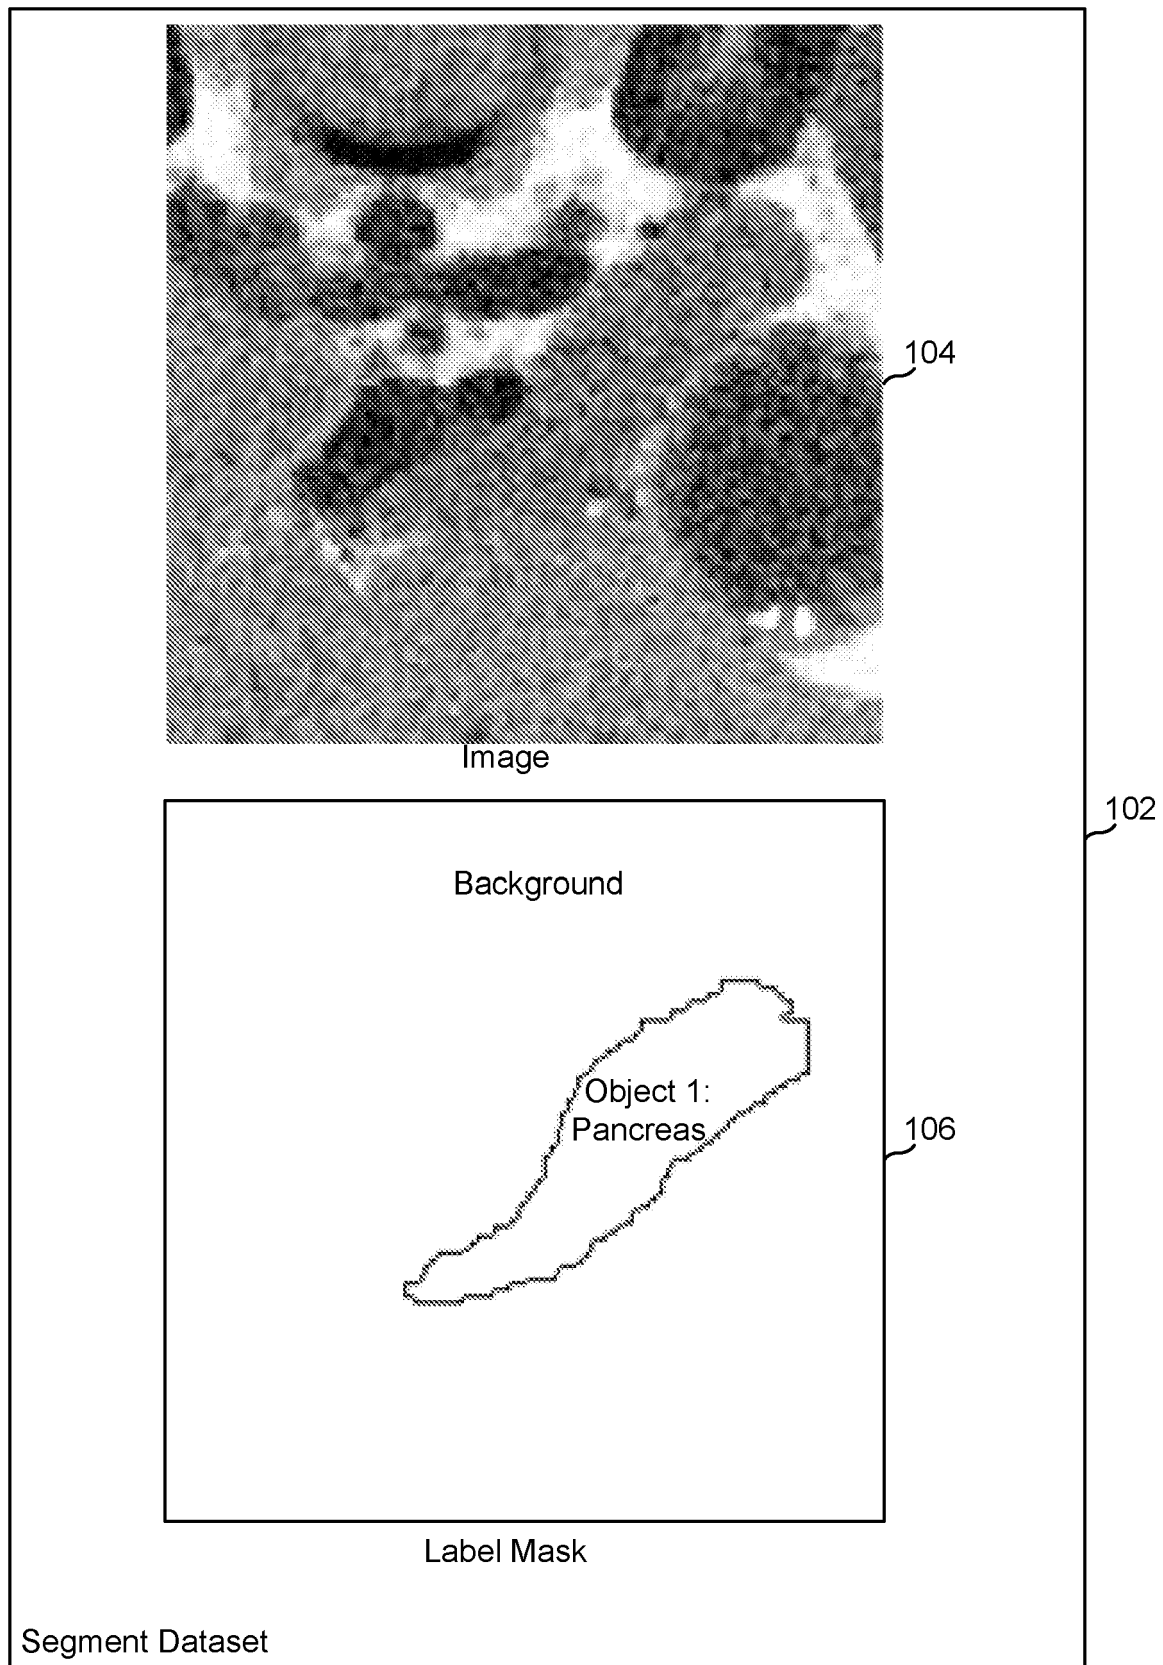 104
Image
102
Background
Object 1:
Pancreas
106
Label Mask
Segment Dataset